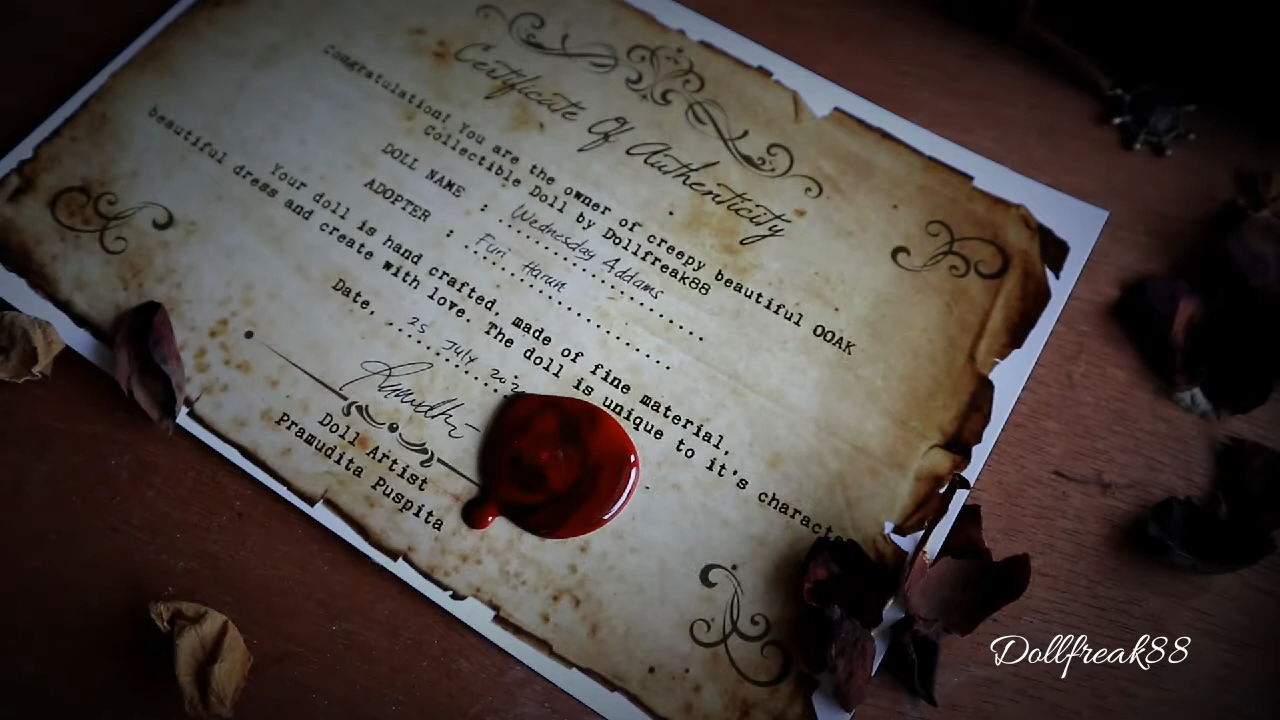 Certificate Of Authenticity
Congratulation! You are the owner of creepy beautiful OOAK
Collectible Doll by Dollfreak88
DOLL NAME : Wednesday Addams
ADOPTER : Furi Harun
Your doll is hand crafted, made of fine material,
beautiful dress and create with love. The doll is unique to it's
Date, 25 July
Doll Artist
Pramudita Puspita
Dollfreak88